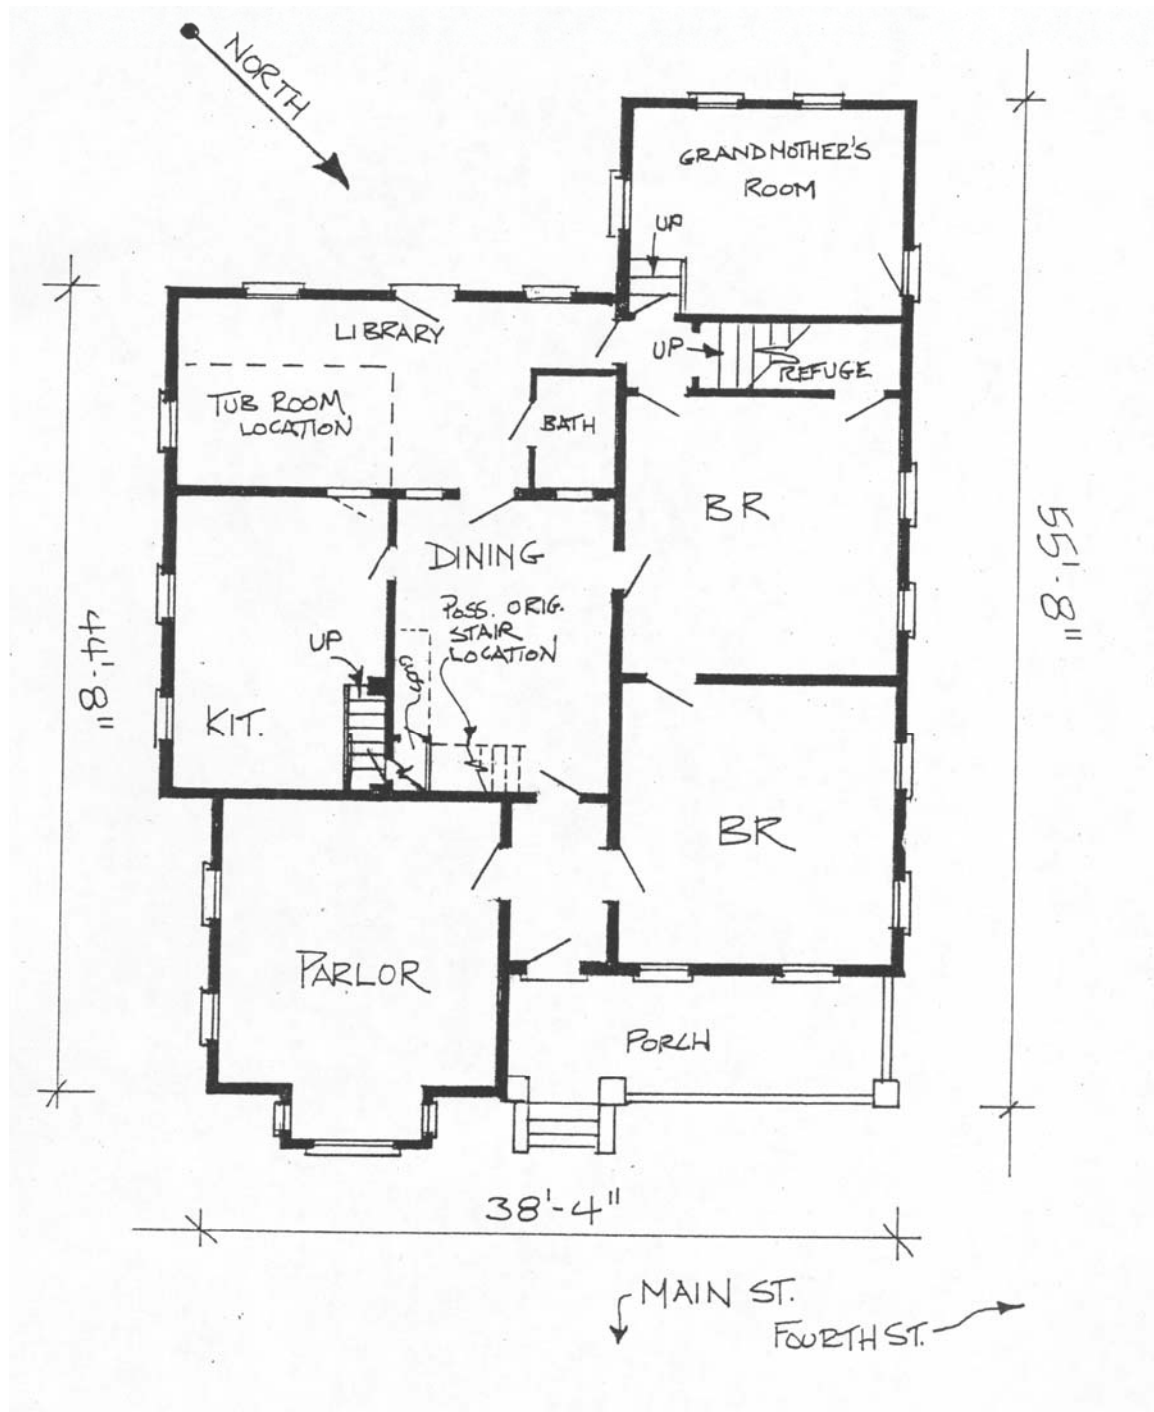 NORTH
GRANDMOTHER'S
ROOM
UP
LIBRARY
UP
REFUGE
TUB ROOM
LOCATION
BATH
BR
DINING
55'-8"
POSS. ORIG.
STAIR
LOCATION
UP
44'-8"
KIT.
BR
PARLOR
PORCH
38'-4"
MAIN ST.
FOURTH ST.